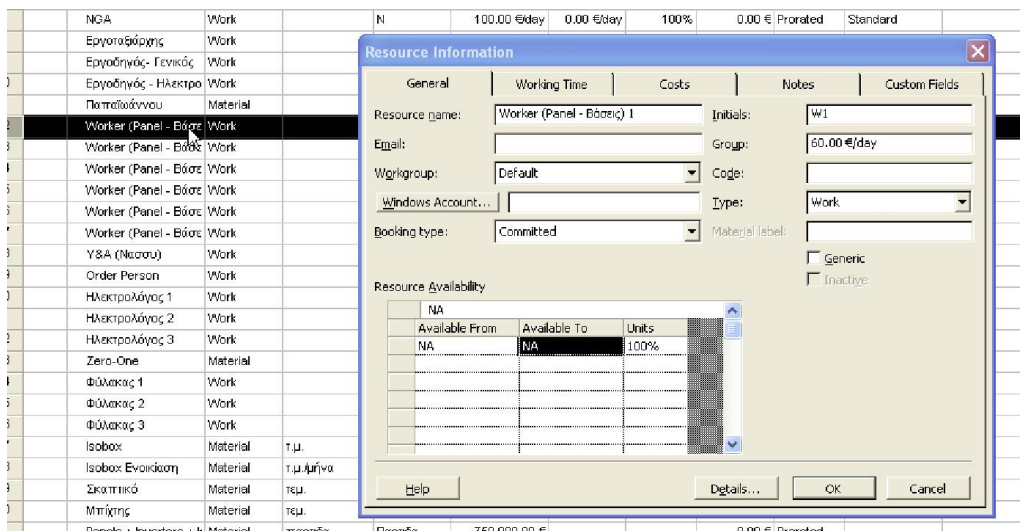 NGA Work N 100.00 €/day 0.00 €/day 100% 0.00 € Prorated Standard
Εργοταξιάρχης Work
Εργοδηγός- Γενικός Work
Εργοδηγός - Ηλεκτρο Work
Παπαϊωάννου Material
Worker (Panel - Βάσε Work
Worker (Panel - Βάσε Work
Worker (Panel - Βάσε Work
Worker (Panel - Βάσε Work
Worker (Panel - Βάσε Work
Worker (Panel - Βάσε Work
Υ&Α (Νασσυ) Work
Order Person Work
Ηλεκτρολόγος 1 Work
Ηλεκτρολόγος 2 Work
Ηλεκτρολόγος 3 Work
Zero-One Material
Φύλακας 1 Work
Φύλακας 2 Work
Φύλακας 3 Work
Isobox Material τ.μ.
Isobox Ενοικίαση Material τ.μ./μήνα
Σκαπτικό Material τεμ.
Μπίχτης Material τεμ.
Resource Information
General Working Time Costs Notes Custom Fields
Resource name: Worker (Panel - Βάσεις) 1 Initials: W1
Email: Group: 60.00 €/day
Workgroup: Default Code:
Windows Account... Type: Work
Booking type: Committed Material label:
Generic
Inactive
Resource Availability
NA
Available From Available To Units
NA NA 100%
Help Details... OK Cancel